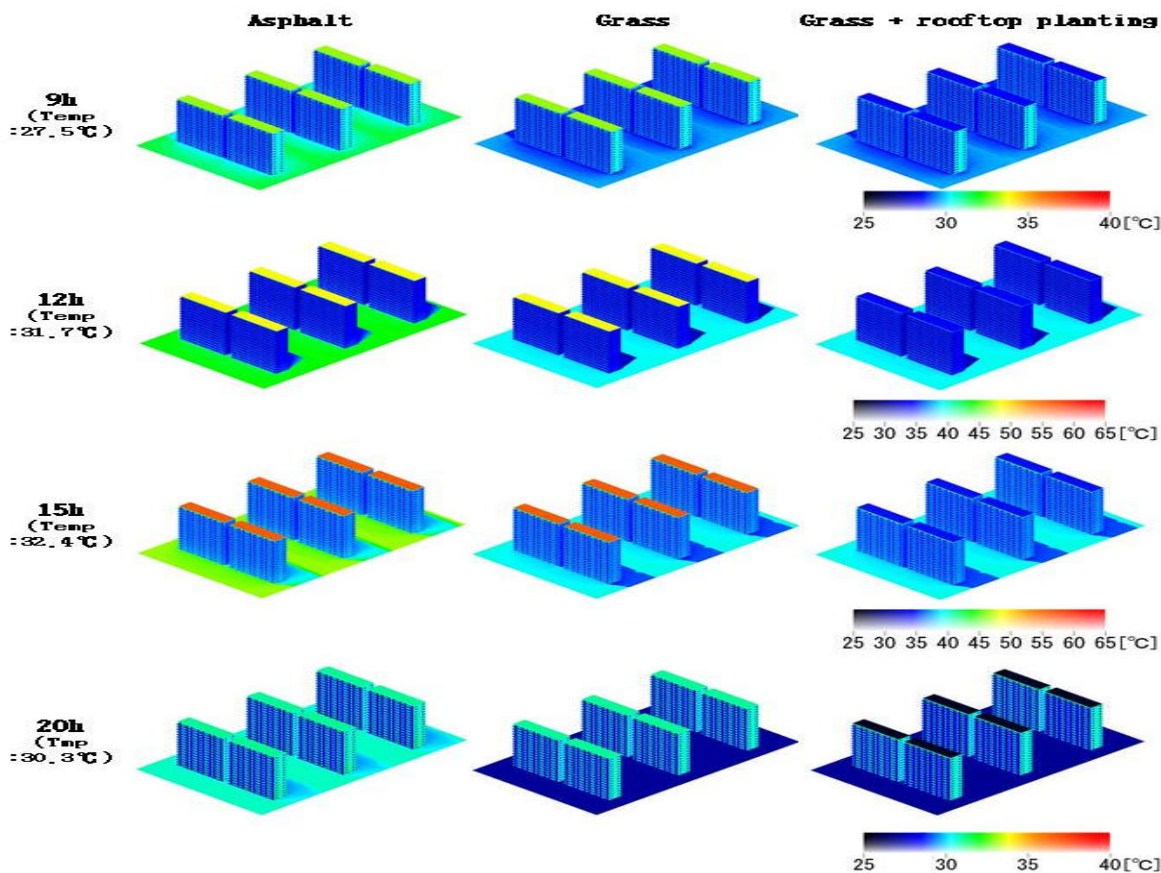 Asphalt Grass Grass + rooftop planting
9h
(Temp
:27.5℃)
25 30 35 40[℃]
12h
(Temp
:31.7℃)
25 30 35 40 45 50 55 60 65[℃]
15h
(Temp
:32.4℃)
25 30 35 40 45 50 55 60 65[℃]
20h
(Tmp
:30.3℃)
25 30 35 40[℃]